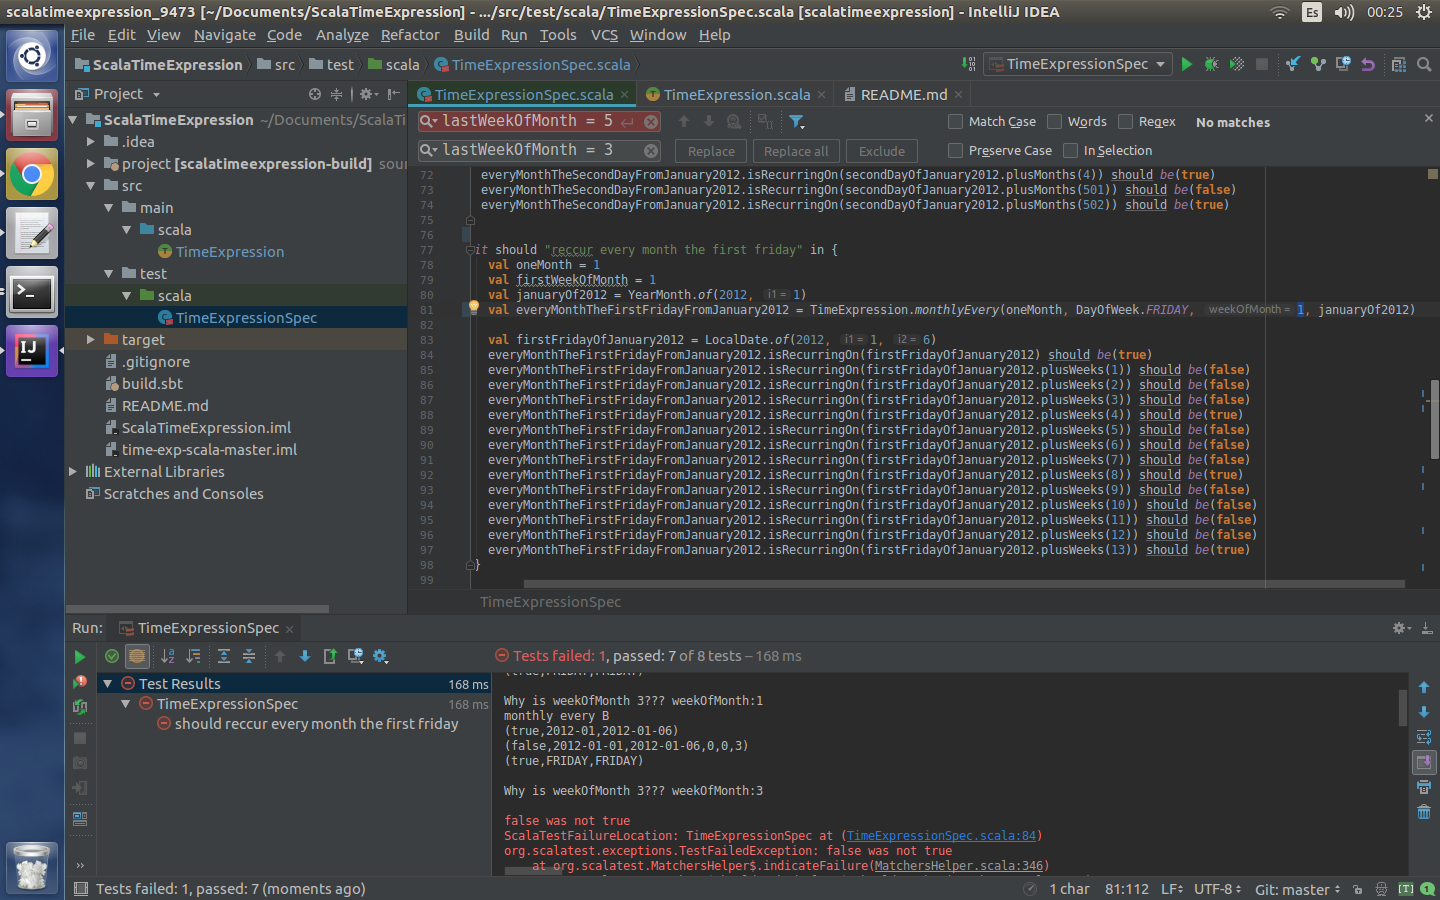 scalatimeexpression_9473 [~/Documents/ScalaTimeExpression] - .../src/test/scala/TimeExpressionSpec.scala [scalatimeexpression] - IntelliJ IDEA
Es 00:25
File Edit View Navigate Code Analyze Refactor Build Run Tools VCS Window Help
ScalaTimeExpression src test scala TimeExpressionSpec.scala
TimeExpressionSpec
Project
TimeExpressionSpec.scala TimeExpression.scala README.md
lastWeekOfMonth = 5 Match Case Words Regex No matches
lastWeekOfMonth = 3 Replace Replace all Exclude Preserve Case In Selection
ScalaTimeExpression ~/Documents/ScalaTi
.idea
project [scalatimeexpression-build] sour
src
main
scala
TimeExpression
test
scala
TimeExpressionSpec
target
.gitignore
build.sbt
README.md
ScalaTimeExpression.iml
time-exp-scala-master.iml
External Libraries
Scratches and Consoles
72 everyMonthTheSecondDayFromJanuary2012.isRecurringOn(secondDayOfJanuary2012.plusMonths(4)) should be(true)
73 everyMonthTheSecondDayFromJanuary2012.isRecurringOn(secondDayOfJanuary2012.plusMonths(501)) should be(false)
74 everyMonthTheSecondDayFromJanuary2012.isRecurringOn(secondDayOfJanuary2012.plusMonths(502)) should be(true)
75
76
77 it should "reccur every month the first friday" in {
78 val oneMonth = 1
79 val firstWeekOfMonth = 1
80 val januaryOf2012 = YearMonth.of(2012, i1 = 1)
81 val everyMonthTheFirstFridayFromJanuary2012 = TimeExpression.monthlyEvery(oneMonth, DayOfWeek.FRIDAY, weekOfMonth = 1, januaryOf2012)
82
83 val firstFridayOfJanuary2012 = LocalDate.of(2012, i1 = 1, i2 = 6)
84 everyMonthTheFirstFridayFromJanuary2012.isRecurringOn(firstFridayOfJanuary2012) should be(true)
85 everyMonthTheFirstFridayFromJanuary2012.isRecurringOn(firstFridayOfJanuary2012.plusWeeks(1)) should be(false)
86 everyMonthTheFirstFridayFromJanuary2012.isRecurringOn(firstFridayOfJanuary2012.plusWeeks(2)) should be(false)
87 everyMonthTheFirstFridayFromJanuary2012.isRecurringOn(firstFridayOfJanuary2012.plusWeeks(3)) should be(false)
88 everyMonthTheFirstFridayFromJanuary2012.isRecurringOn(firstFridayOfJanuary2012.plusWeeks(4)) should be(true)
89 everyMonthTheFirstFridayFromJanuary2012.isRecurringOn(firstFridayOfJanuary2012.plusWeeks(5)) should be(false)
90 everyMonthTheFirstFridayFromJanuary2012.isRecurringOn(firstFridayOfJanuary2012.plusWeeks(6)) should be(false)
91 everyMonthTheFirstFridayFromJanuary2012.isRecurringOn(firstFridayOfJanuary2012.plusWeeks(7)) should be(false)
92 everyMonthTheFirstFridayFromJanuary2012.isRecurringOn(firstFridayOfJanuary2012.plusWeeks(8)) should be(true)
93 everyMonthTheFirstFridayFromJanuary2012.isRecurringOn(firstFridayOfJanuary2012.plusWeeks(9)) should be(false)
94 everyMonthTheFirstFridayFromJanuary2012.isRecurringOn(firstFridayOfJanuary2012.plusWeeks(10)) should be(false)
95 everyMonthTheFirstFridayFromJanuary2012.isRecurringOn(firstFridayOfJanuary2012.plusWeeks(11)) should be(false)
96 everyMonthTheFirstFridayFromJanuary2012.isRecurringOn(firstFridayOfJanuary2012.plusWeeks(12)) should be(false)
97 everyMonthTheFirstFridayFromJanuary2012.isRecurringOn(firstFridayOfJanuary2012.plusWeeks(13)) should be(true)
98 }
99
TimeExpressionSpec
Run: TimeExpressionSpec
Tests failed: 1, passed: 7 of 8 tests – 168 ms
Test Results 168 ms
TimeExpressionSpec 168 ms
should reccur every month the first friday
(true,FRIDAY,FRIDAY)
Why is weekOfMonth 3??? weekOfMonth:1
monthly every B
(true,2012-01,2012-01-06)
(false,2012-01-01,2012-01-06,0,0,3)
(true,FRIDAY,FRIDAY)
Why is weekOfMonth 3??? weekOfMonth:3
false was not true
ScalaTestFailureLocation: TimeExpressionSpec at (TimeExpressionSpec.scala:84)
org.scalatest.exceptions.TestFailedException: false was not true
at org.scalatest.MatchersHelper$.indicateFailure(MatchersHelper.scala:346)
Tests failed: 1, passed: 7 (moments ago) 1 char 81:112 LF UTF-8 Git: master [T] 1